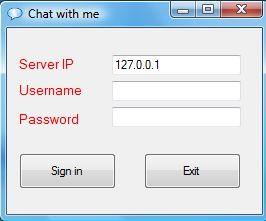 Chat with me
Server IP 127.0.0.1
Username
Password
Sign in Exit